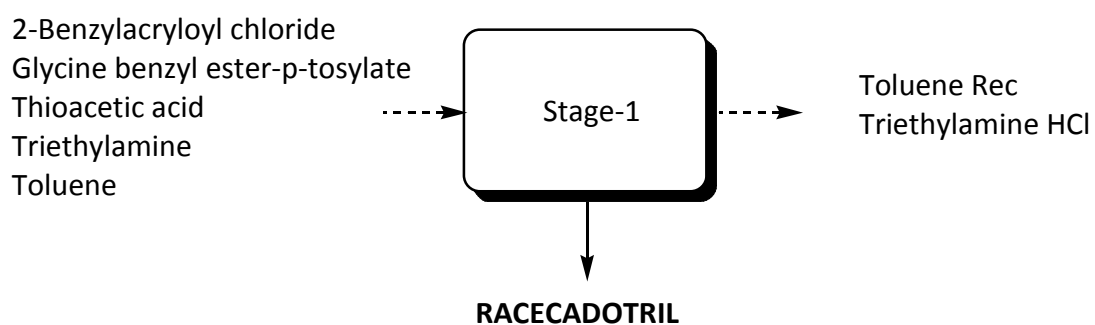 2-Benzylacryloyl chloride
Glycine benzyl ester-p-tosylate
Thioacetic acid
Triethylamine
Toluene
Stage-1
Toluene Rec
Triethylamine HCl
RACECADOTRIL